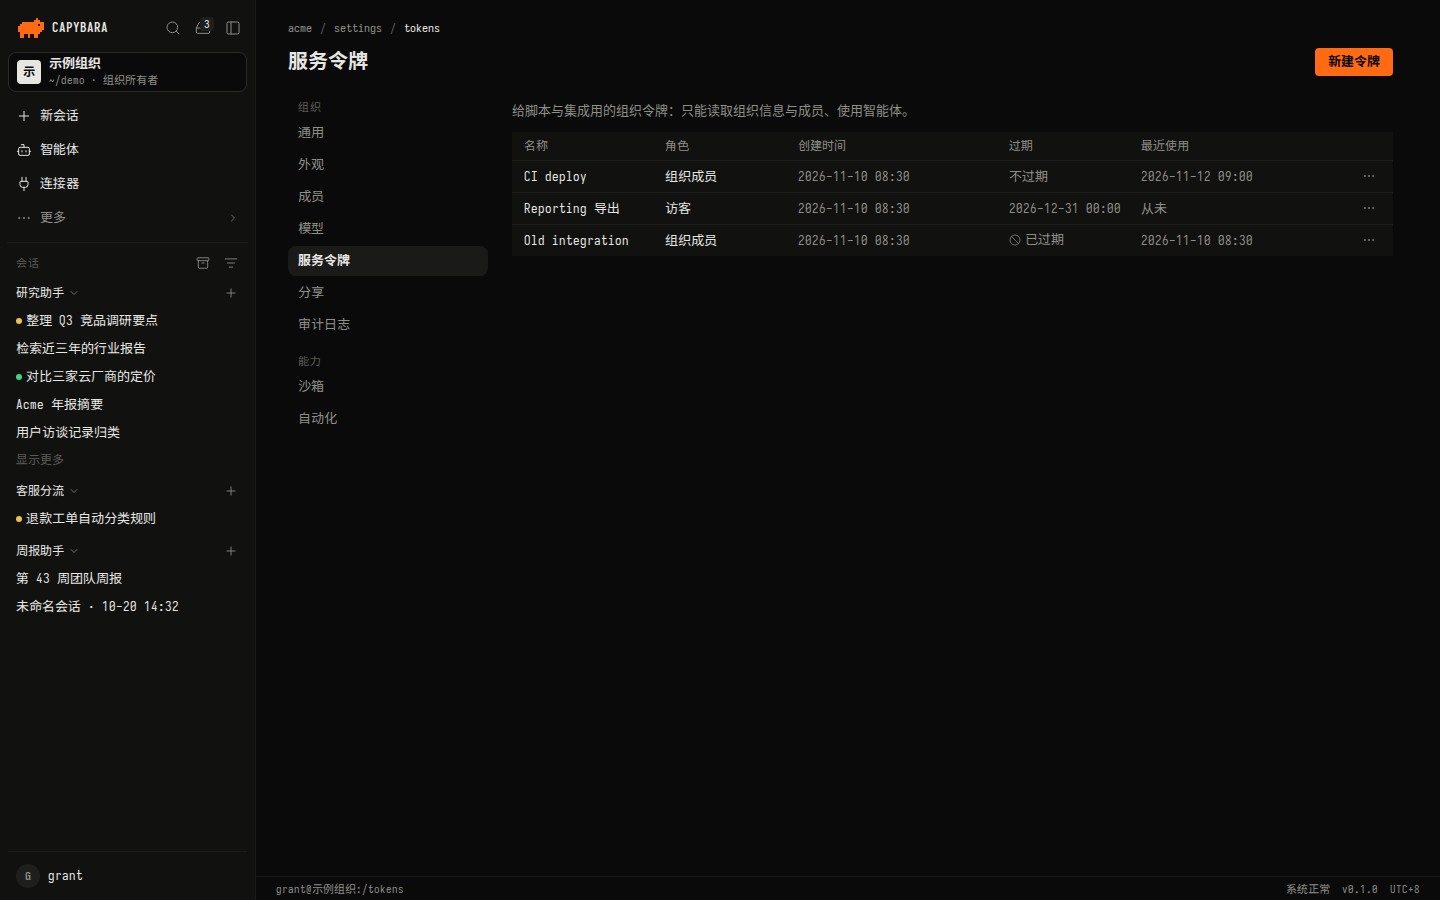 CAPYBARA
3
示
示例组织
~/demo · 组织所有者
新会话
智能体
连接器
更多
会话
研究助手
整理 Q3 竞品调研要点
检索近三年的行业报告
对比三家云厂商的定价
Acme 年报摘要
用户访谈记录归类
显示更多
客服分流
退款工单自动分类规则
周报助手
第 43 周团队周报
未命名会话 · 10-20 14:32
G grant
acme / settings / tokens
服务令牌
新建令牌
组织
通用
外观
成员
模型
服务令牌
分享
审计日志
能力
沙箱
自动化
给脚本与集成用的组织令牌：只能读取组织信息与成员、使用智能体。
名称 角色 创建时间 过期 最近使用
CI deploy 组织成员 2026-11-10 08:30 不过期 2026-11-12 09:00
Reporting 导出 访客 2026-11-10 08:30 2026-12-31 00:00 从未
Old integration 组织成员 2026-11-10 08:30 已过期 2026-11-10 08:30
grant@示例组织:/tokens
系统正常 v0.1.0 UTC+8